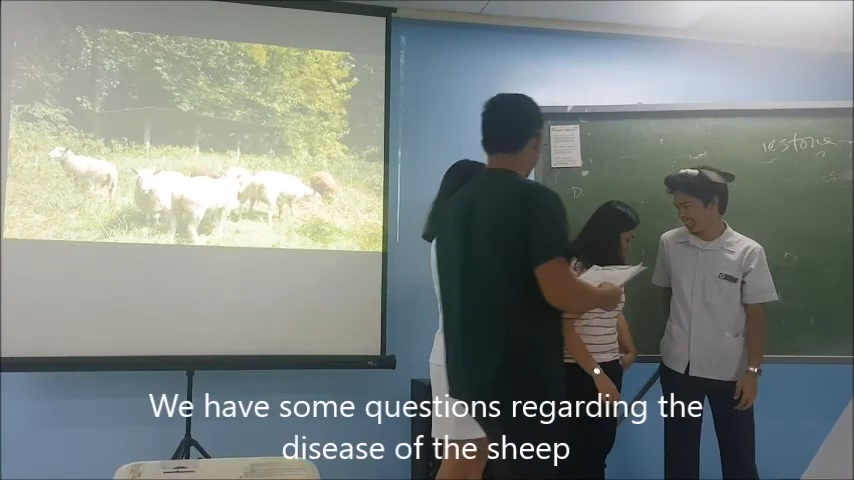 restone
We have some questions regarding the
disease of the sheep